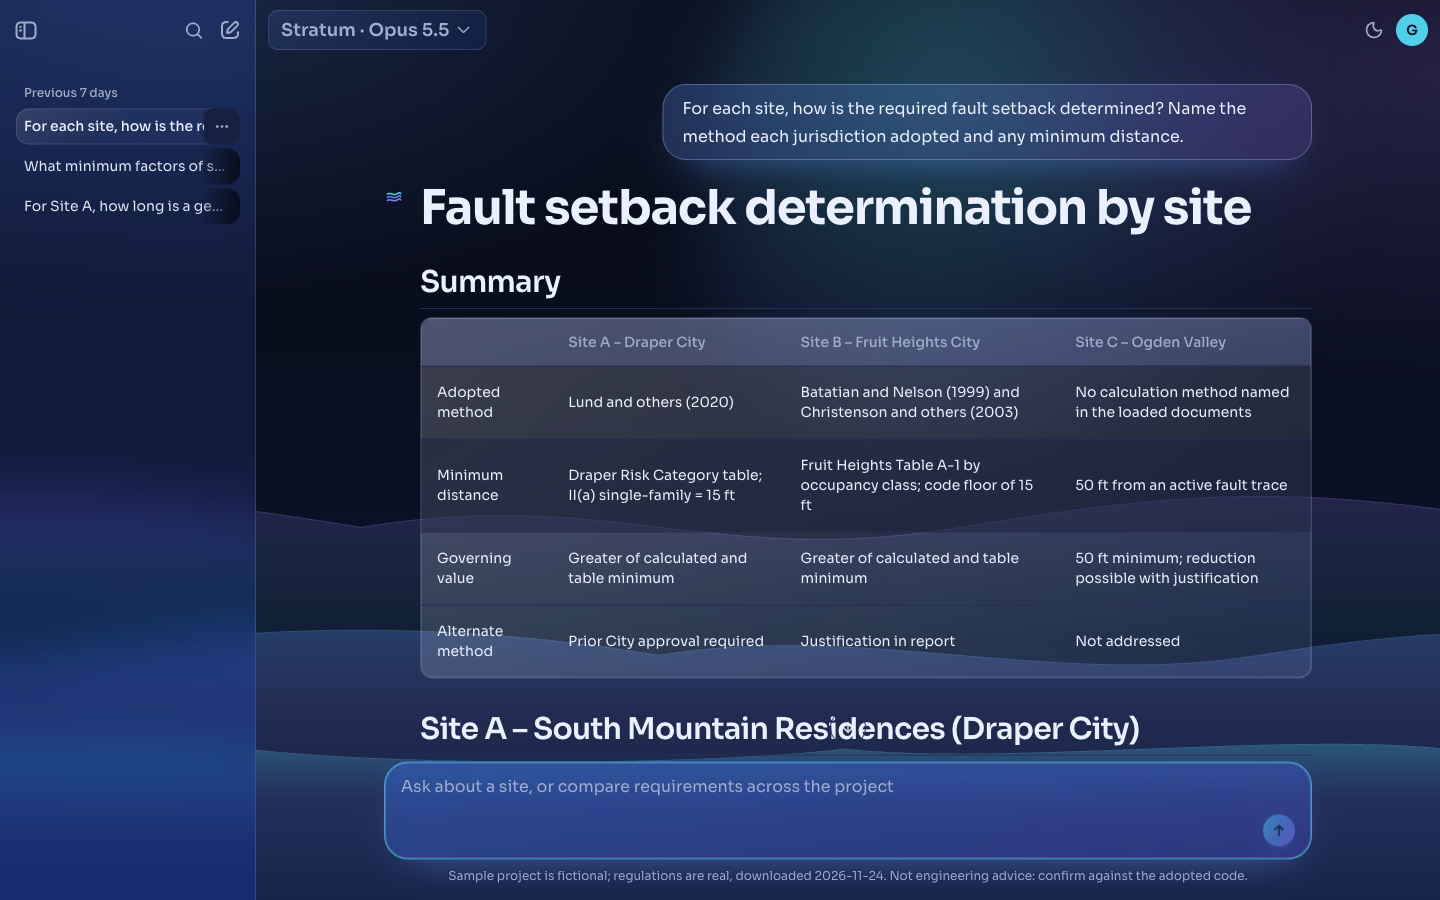 Stratum · Opus 5.5
G
Previous 7 days
For each site, how is the
What minimum factors of s...
For Site A, how long is a ge...
For each site, how is the required fault setback determined? Name the
method each jurisdiction adopted and any minimum distance.
Fault setback determination by site
Summary
Site A – Draper City
Site B – Fruit Heights City
Site C – Ogden Valley
Adopted
method
Lund and others (2020)
Batatian and Nelson (1999) and
Christenson and others (2003)
No calculation method named
in the loaded documents
Minimum
distance
Draper Risk Category table;
II(a) single-family = 15 ft
Fruit Heights Table A-1 by
occupancy class; code floor of 15
ft
50 ft from an active fault trace
Governing
value
Greater of calculated and
table minimum
Greater of calculated and table
minimum
50 ft minimum; reduction
possible with justification
Alternate
method
Prior City approval required
Justification in report
Not addressed
Site A – South Mountain Residences (Draper City)
Ask about a site, or compare requirements across the project
Sample project is fictional; regulations are real, downloaded 2026-11-24. Not engineering advice: confirm against the adopted code.